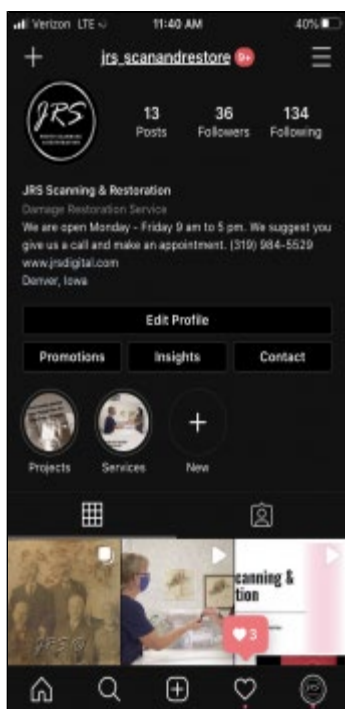 Verizon LTE 11:40 AM 40%
jrs_scanandrestore 9+
JRS
13 36 134
Posts Followers Following
JRS Scanning & Restoration
Damage Restoration Service
We are open Monday - Friday 9 am to 5 pm. We suggest you
give us a call and make an appointment. (319) 984-5529
www.jrsdigital.com
Denver, Iowa
Edit Profile
Promotions Insights Contact
Projects Services New
canning &
tion
JRS
3